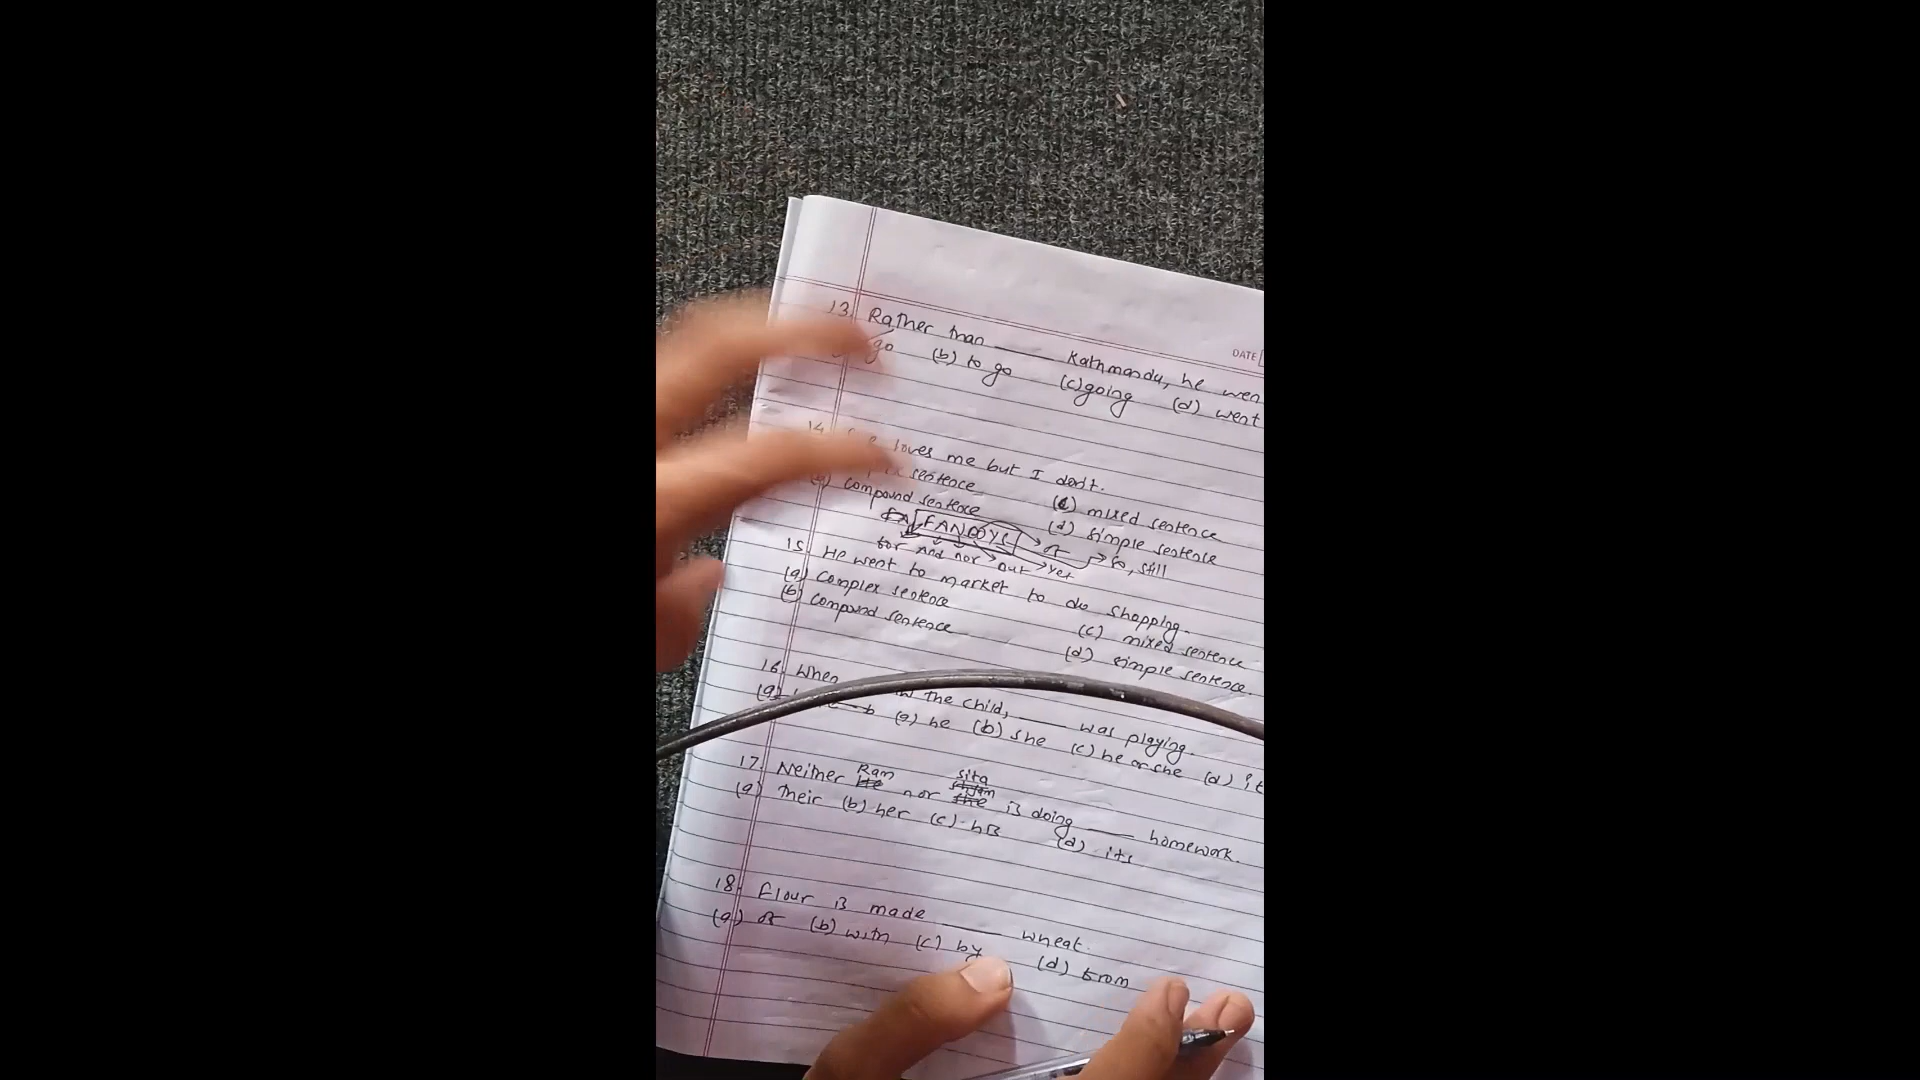 DATE
13. Rather than ____ Kathmandu, he wen
go (b) to go (c) going (d) went
14. loves me but I don't.
sentence (c) mixed sentence
(b) compound sentence (d) simple sentence
FANBOYS
for And nor But or Yet so, still
15. He went to market to do shopping.
(a) complex sentence (c) mixed sentence
(b) compound sentence (d) simple sentence.
16. When the child, ____ was playing.
(a) he (b) she (c) he or she (d) it
17. Neither Ram nor Sita is doing ____ homework.
(a) their (b) her (c) his (d) its
18. Flour is made ____ wheat.
(a) of (b) with (c) by (d) from